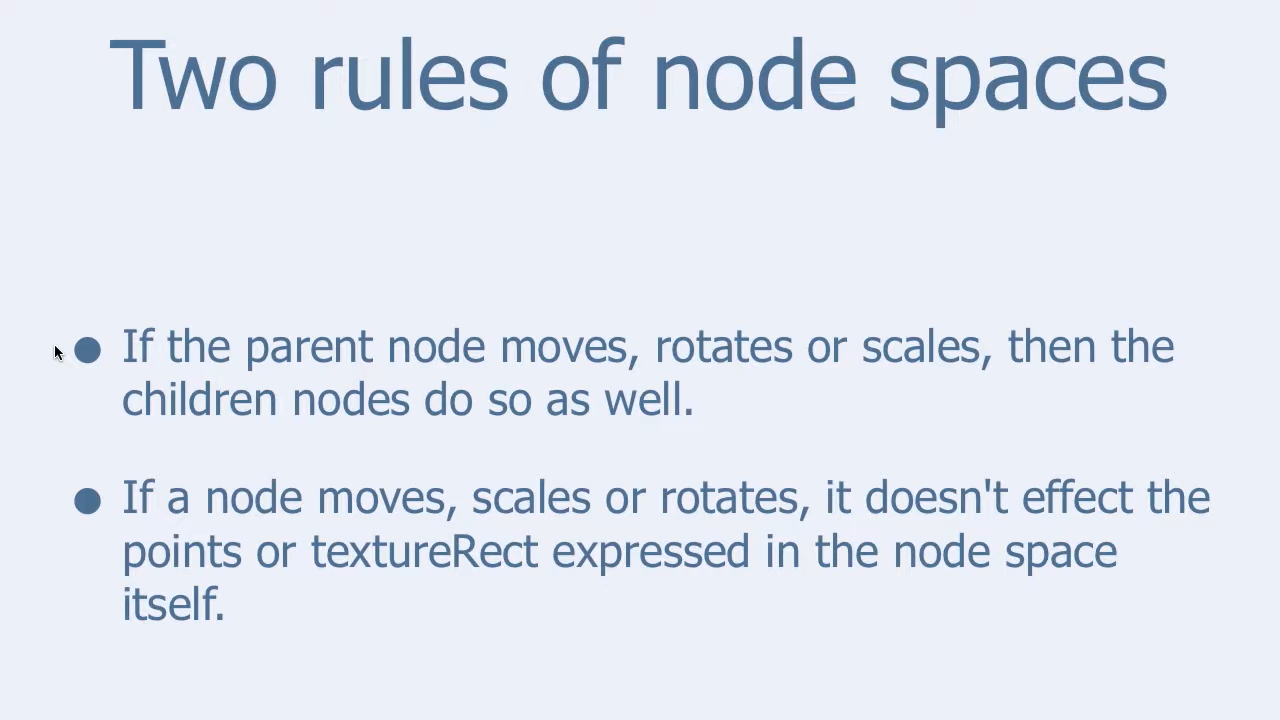 Two rules of node spaces
● If the parent node moves, rotates or scales, then the
children nodes do so as well.
● If a node moves, scales or rotates, it doesn't effect the
points or textureRect expressed in the node space
itself.